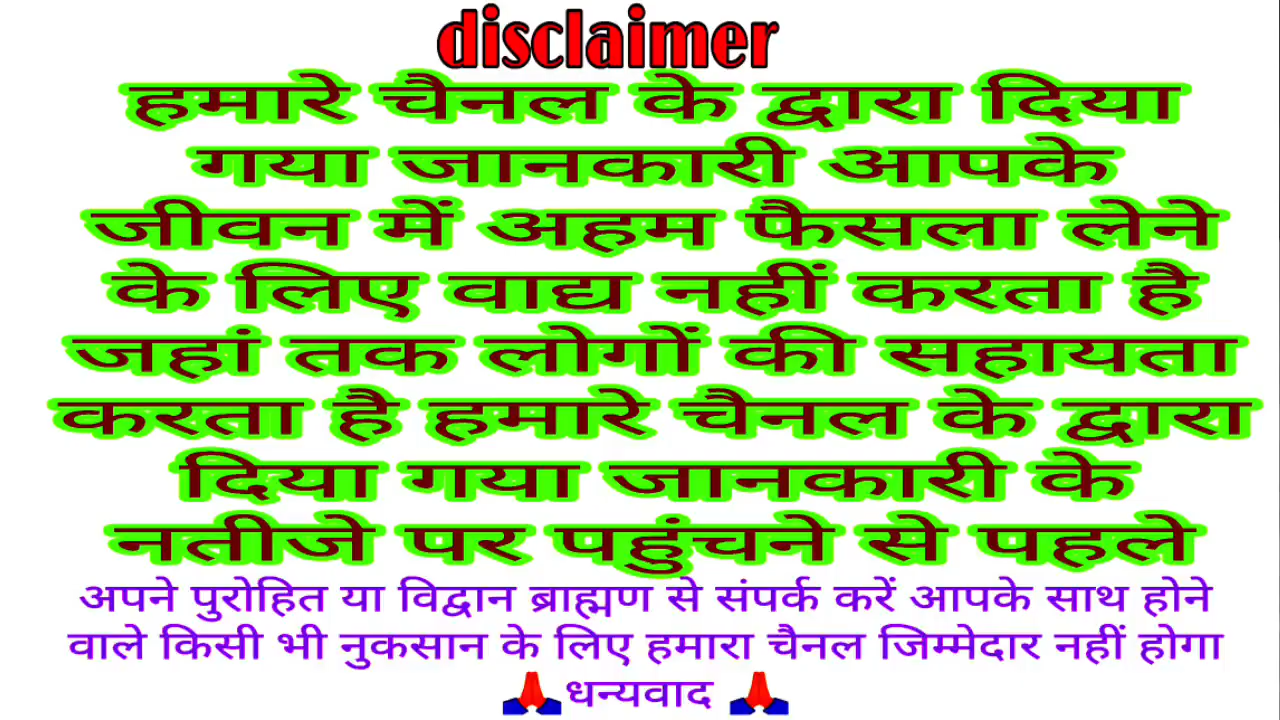 disclaimer
हमारे चैनल के द्वारा दिया
गया जानकारी आपके
जीवन में अहम फैसला लेने
के लिए वाद्य नहीं करता है
जहां तक लोगों की सहायता
करता है हमारे चैनल के द्वारा
दिया गया जानकारी के
नतीजे पर पहुंचने से पहले
अपने पुरोहित या विद्वान ब्राह्मण से संपर्क करें आपके साथ होने
वाले किसी भी नुकसान के लिए हमारा चैनल जिम्मेदार नहीं होगा
🙏धन्यवाद 🙏